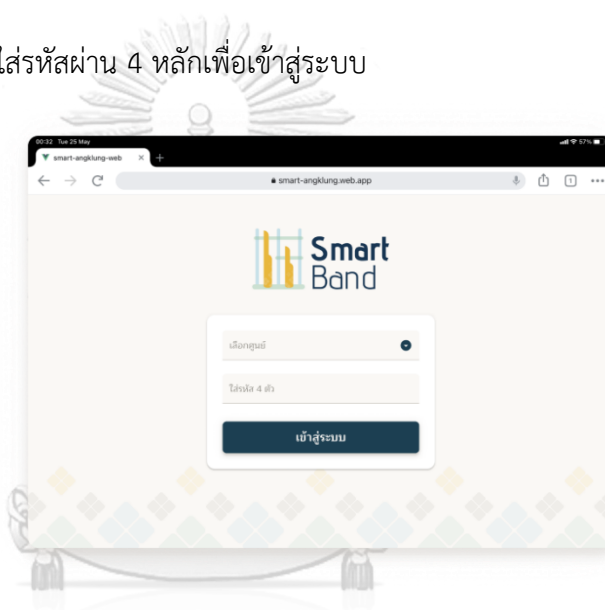 ใส่รหัสผ่าน 4 หลักเพื่อเข้าสู่ระบบ
00:32 Tue 25 May 57%
smart-angklung-web
smart-angklung.web.app
1
Smart
Band
เลือกศูนย์
ใส่รหัส 4 ตัว
เข้าสู่ระบบ